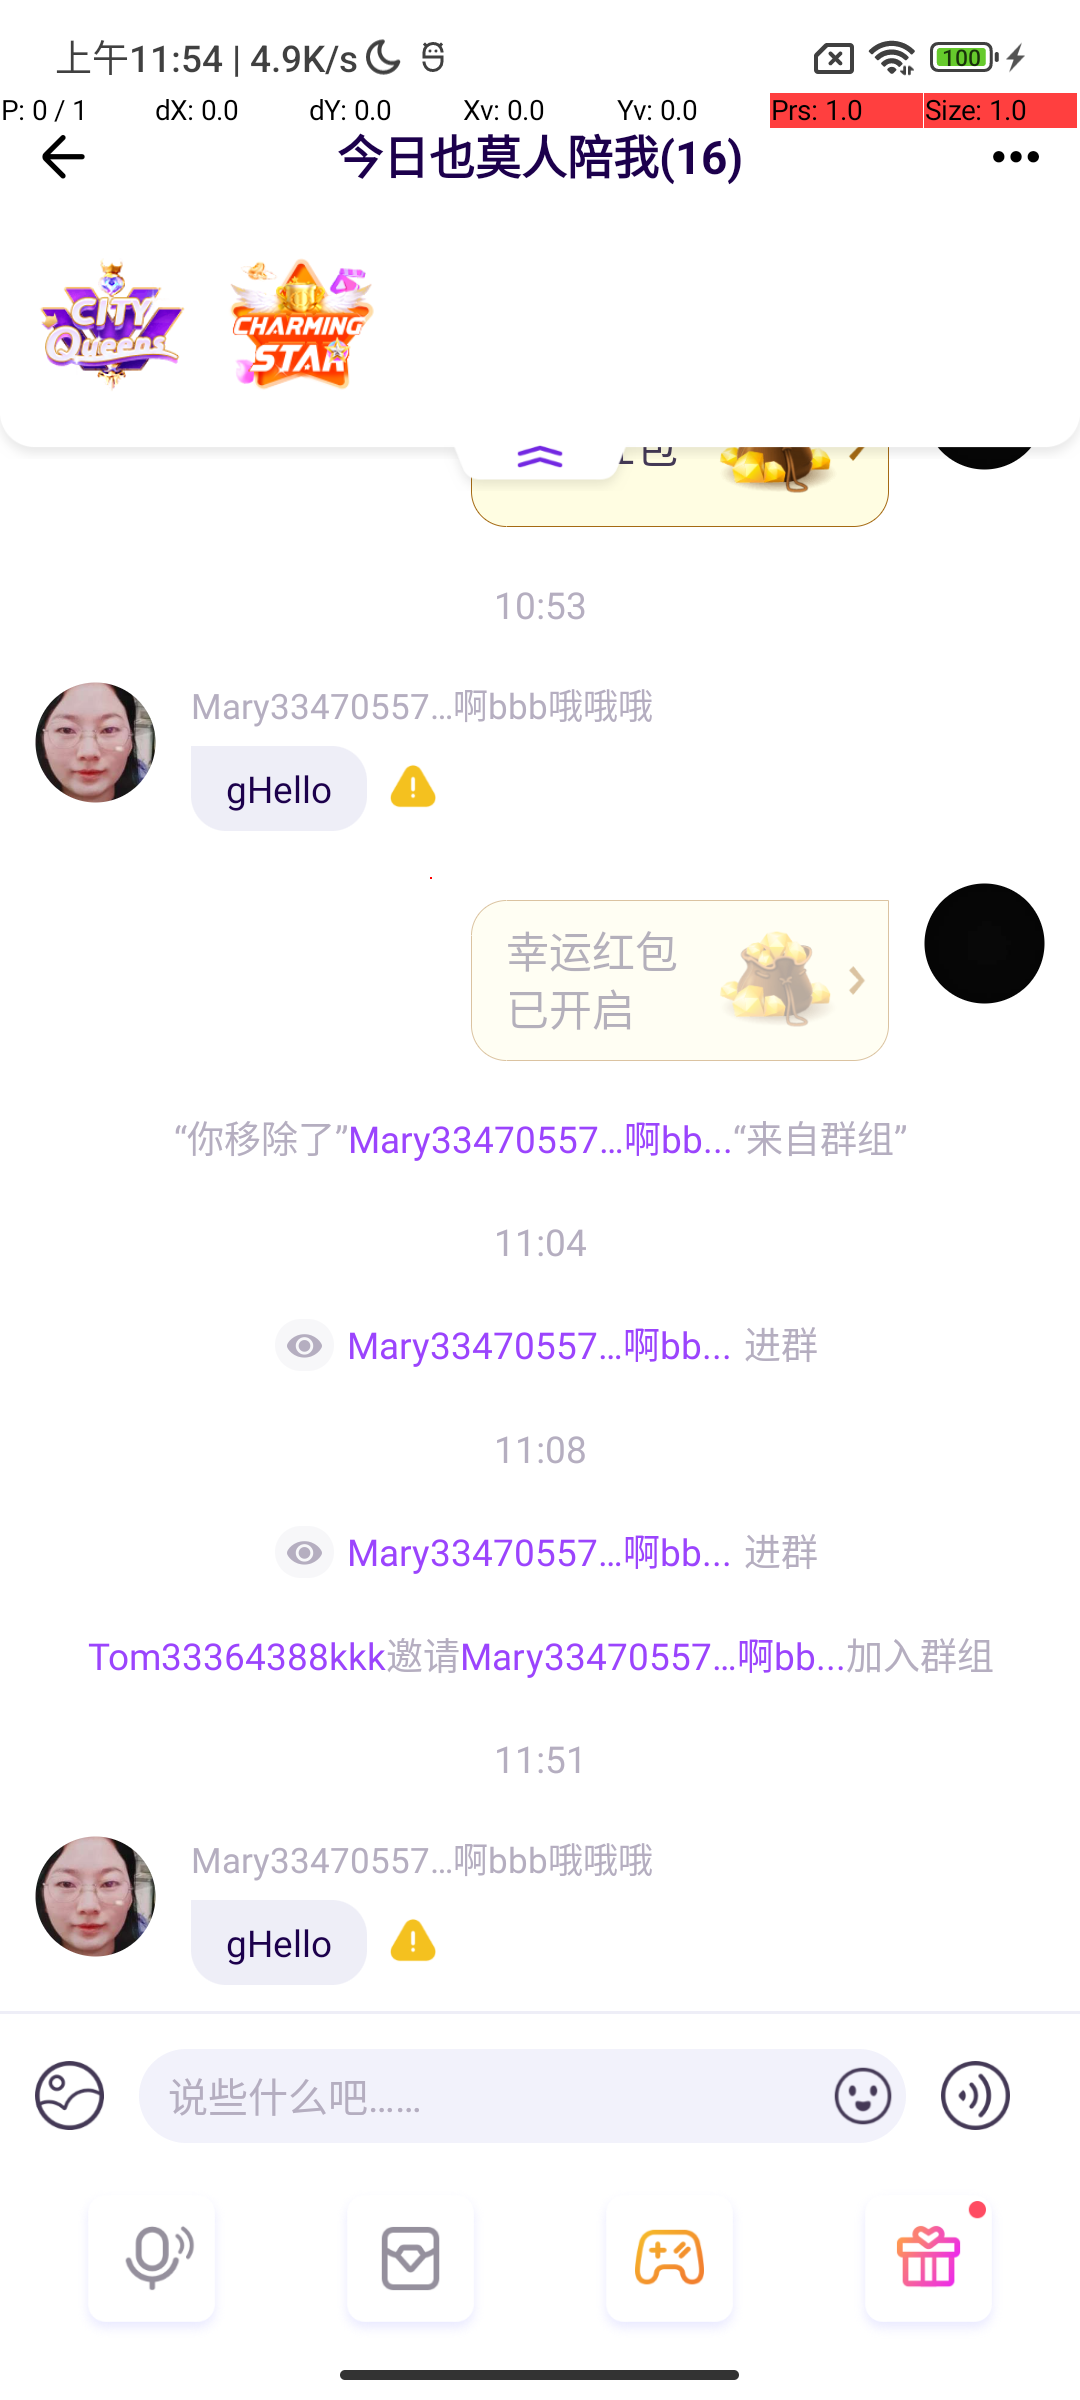 上午11:54 | 4.9K/s
100
P: 0 / 1 dX: 0.0 dY: 0.0 Xv: 0.0 Yv: 0.0 Prs: 1.0 Size: 1.0
今日也莫人陪我(16)
CITY
Queens
CHARMING
STAR
红包
10:53
Mary33470557...啊bbb哦哦哦
gHello
幸运红包
已开启
“你移除了”Mary33470557...啊bb...“来自群组”
11:04
Mary33470557...啊bb... 进群
11:08
Mary33470557...啊bb... 进群
Tom33364388kkk邀请Mary33470557...啊bb...加入群组
11:51
Mary33470557...啊bbb哦哦哦
gHello
说些什么吧……